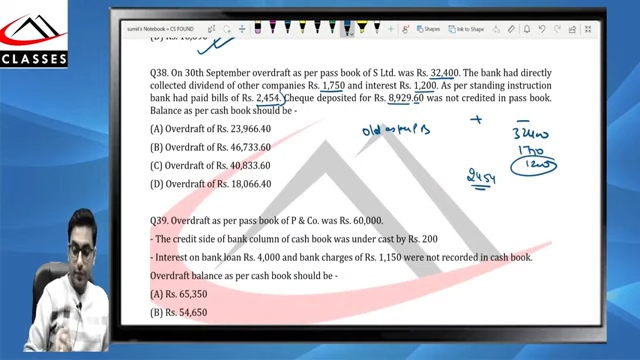 sumit's Notebook » CS FOUND
Shapes
Ink to Shape
CLASSES
Q38. On 30th September overdraft as per pass book of S Ltd. was Rs. 32,400. The bank had directly
collected dividend of other companies Rs. 1,750 and interest Rs. 1,200. As per standing instruction
bank had paid bills of Rs. 2,454. Cheque deposited for Rs. 8,929.60 was not credited in pass book.
Balance as per cash book should be -
(A) Overdraft of Rs. 23,966.40
(B) Overdraft of Rs. 46,733.60
(C) Overdraft of Rs. 40,833.60
(D) Overdraft of Rs. 18,066.40
+ -
32400
1750
1200
2454
Q39. Overdraft as per pass book of P & Co. was Rs. 60,000.
- The credit side of bank column of cash book was under cast by Rs. 200
- Interest on bank loan Rs. 4,000 and bank charges of Rs. 1,150 were not recorded in cash book.
Overdraft balance as per cash book should be -
(A) Rs. 65,350
(B) Rs. 54,650